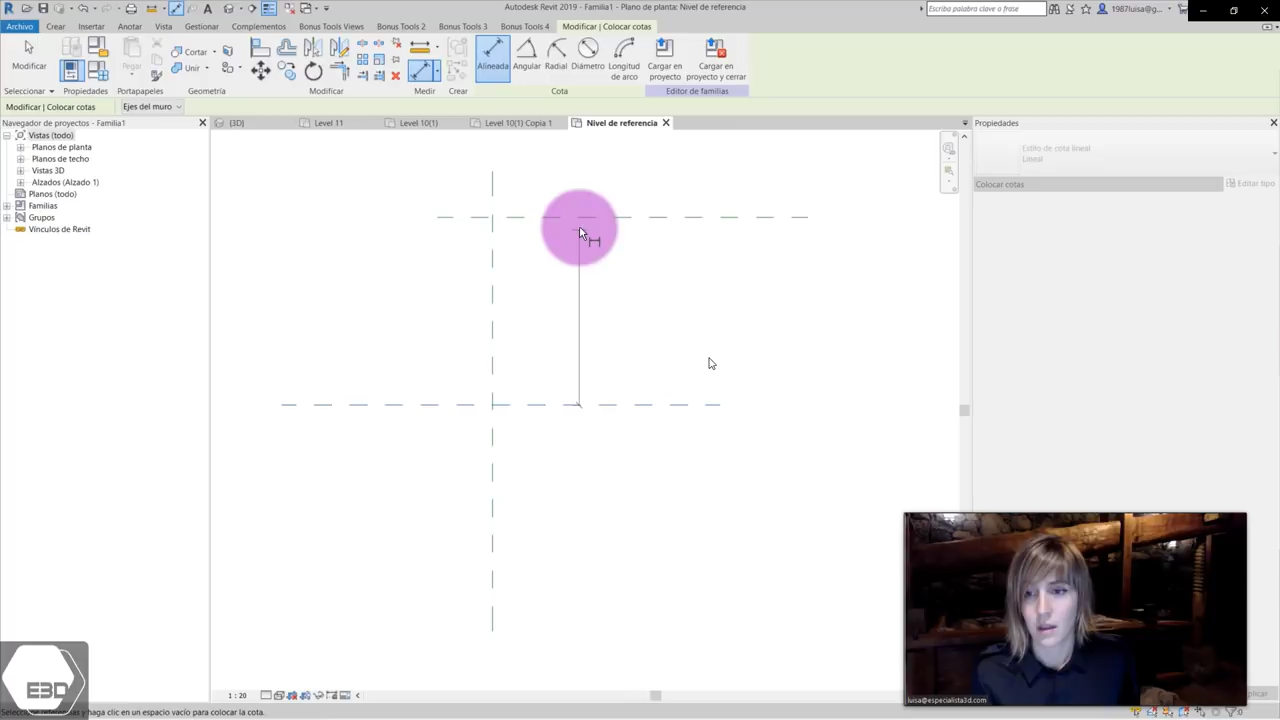 Autodesk Revit 2019 - Plano de planta: Nivel de referencia
Escriba palabra clave o frase
1987luisa@g...
Archivo Crear Insertar Anotar Vista Gestionar Complementos Bonus Tools Views Bonus Tools 2 Bonus Tools 3 Bonus Tools 4 Modificar | Colocar cotas
Modificar
Pegar
Cortar
Unir
Alineada Angular Radial Diámetro Longitud de arco
Cargar en proyecto
Cargar en proyecto y cerrar
Seleccionar Propiedades Portapapeles Geometría Modificar Medir Crear Cota Editor de familias
Modificar | Colocar cotas Ejes del muro
Navegador de proyectos - Familia1
{3D} Level 11 Level 10(1) Level 10(1) Copia 1 Nivel de referencia
Propiedades
Vistas (todo)
Planos de planta
Planos de techo
Vistas 3D
Alzados (Alzado 1)
Planos (todo)
Familias
Grupos
Vínculos de Revit
Estilo de cota lineal
Lineal
Colocar cotas
Editar tipo
E3D
luisa@especialista3d.com
1 : 20
Seleccione referencias y haga clic en un espacio vacío para colocar la cota.
:0